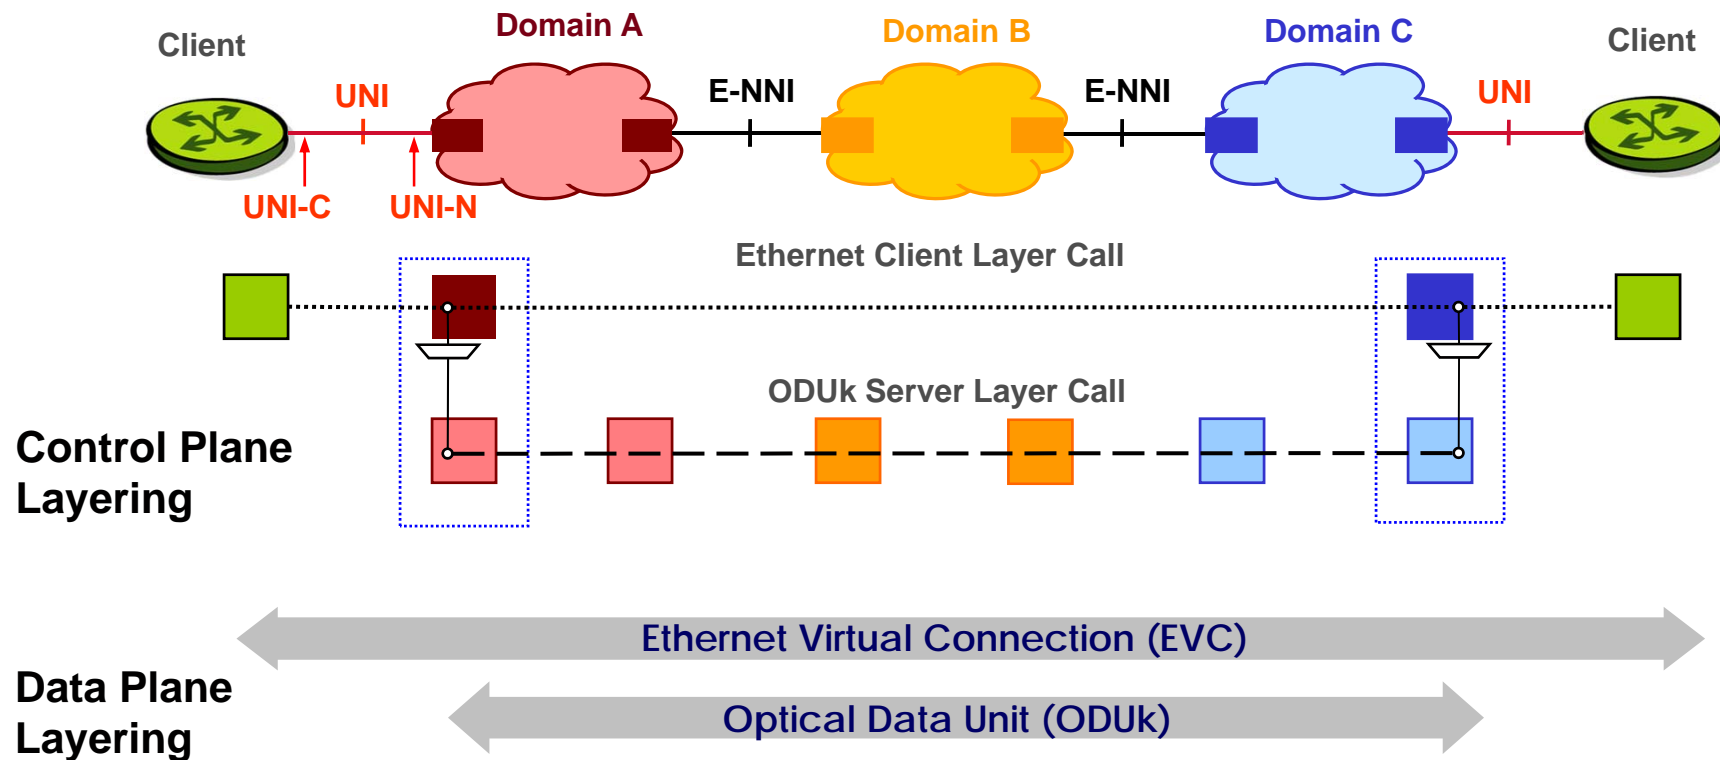 Domain A
Domain B
Domain C
Client
Client
UNI
E-NNI
E-NNI
UNI
UNI-C
UNI-N
Ethernet Client Layer Call
ODUk Server Layer Call
Control Plane
Layering
Ethernet Virtual Connection (EVC)
Data Plane
Layering
Optical Data Unit (ODUk)